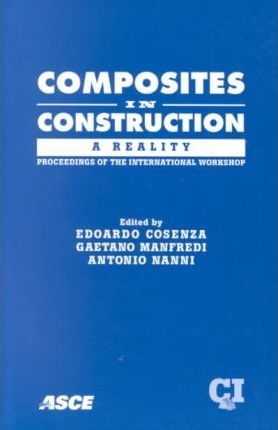 COMPOSITES
IN
CONSTRUCTION
A REALITY
PROCEEDINGS OF THE INTERNATIONAL WORKSHOP
Edited by
EDOARDO COSENZA
GAETANO MANFREDI
ANTONIO NANNI
ASCE
CI